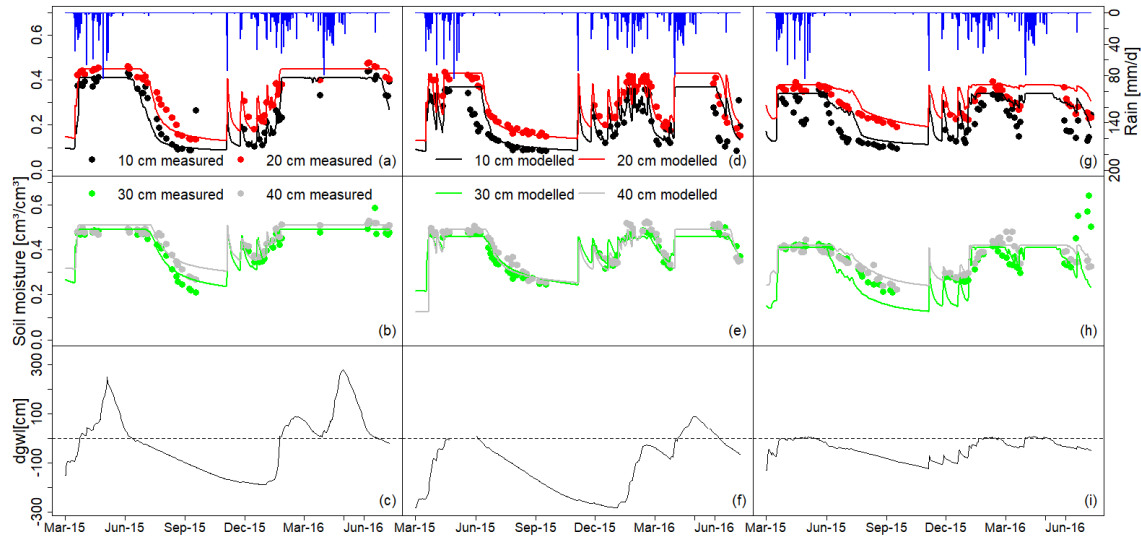 0.0 0.2 0.4 0.6
10 cm measured 20 cm measured (a)
10 cm modelled 20 cm modelled (d)
(g)
0 40 80 140 200
Rain [mm/d]
0.0 0.2 0.4 0.6
Soil moisture [cm³/cm³]
30 cm measured 40 cm measured
30 cm modelled 40 cm modelled
(b)
(e)
(h)
-300 -100 100 300
dgwl[cm]
(c)
(f)
(i)
Mar-15 Jun-15 Sep-15 Dec-15 Mar-16 Jun-16
Mar-15 Jun-15 Sep-15 Dec-15 Mar-16 Jun-16
Mar-15 Jun-15 Sep-15 Dec-15 Mar-16 Jun-16